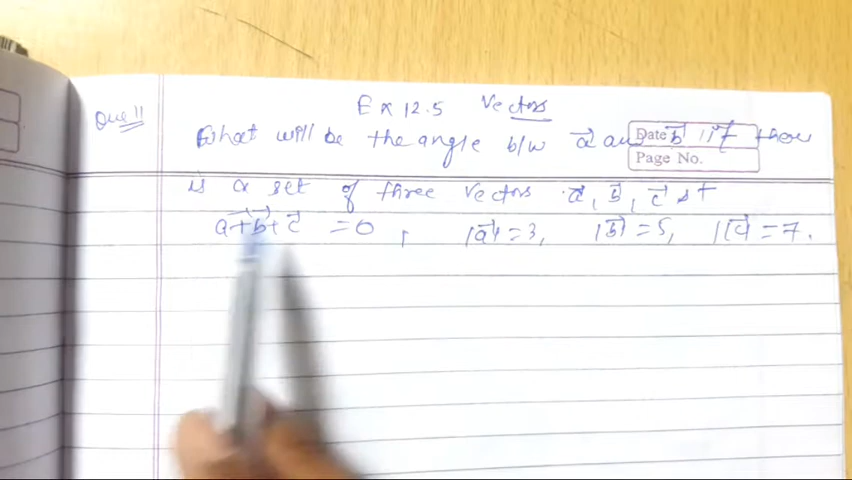 Ex 12.5 Vectors
Que 11
What will be the angle b/w a⃗ and b⃗ if there
Date
Page No.
is a set of three vectors a⃗, b⃗, c⃗ st
a⃗+b⃗+c⃗ = 0, |a⃗| = 3, |b⃗| = 5, |c⃗| = 7.